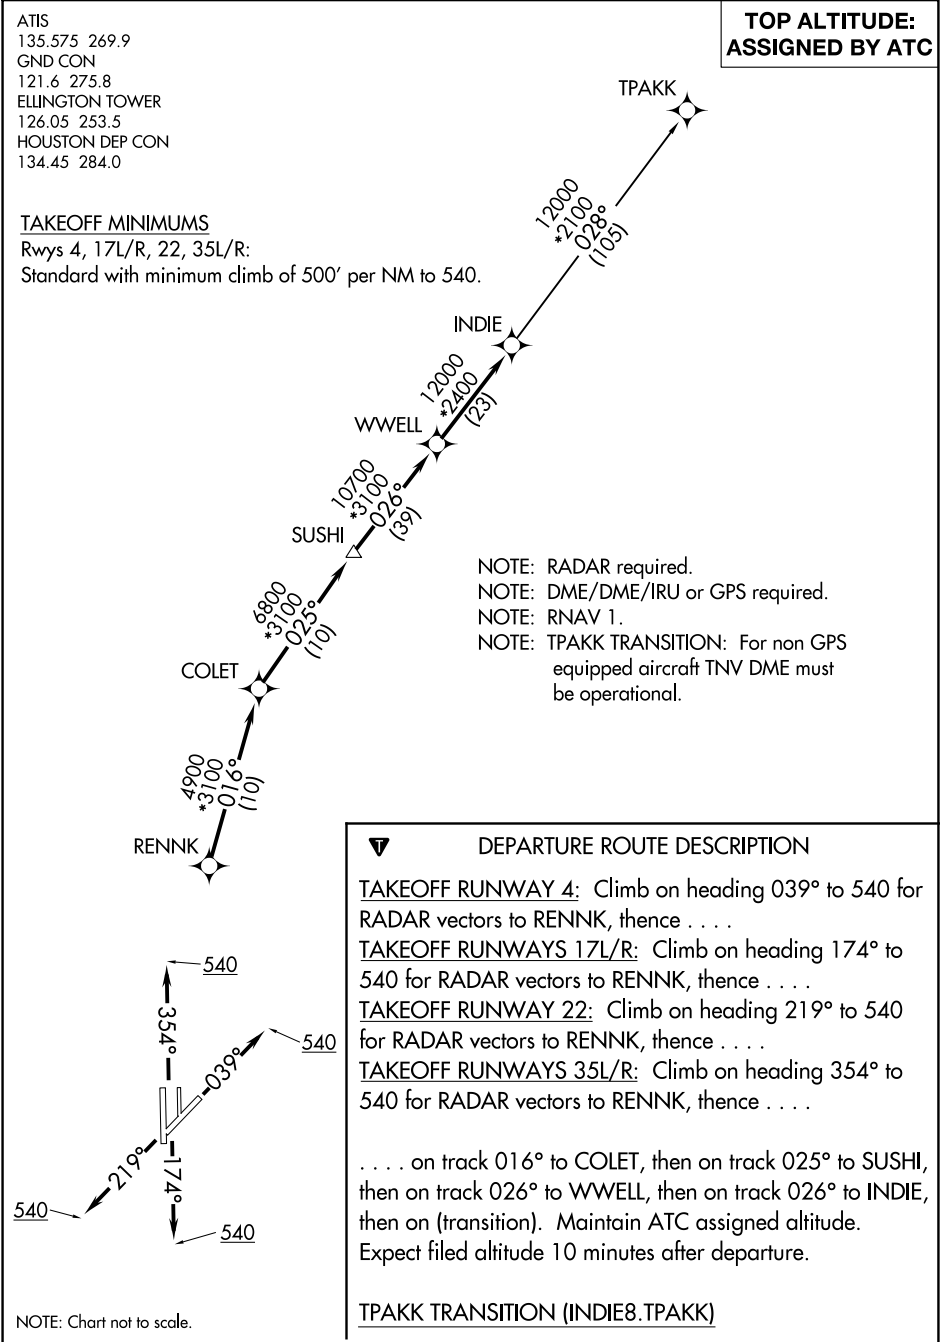 ATIS
135.575 269.9
GND CON
121.6 275.8
ELLINGTON TOWER
126.05 253.5
HOUSTON DEP CON
134.45 284.0
TOP ALTITUDE:
ASSIGNED BY ATC
TAKEOFF MINIMUMS
Rwys 4, 17L/R, 22, 35L/R:
Standard with minimum climb of 500' per NM to 540.
TPAKK
12000
*2100
028°
(105)
INDIE
12000
*2400
(23)
WWELL
10700
*3100
026°
(39)
SUSHI
6800
*3100
025°
(10)
COLET
4900
*3100
016°
(10)
RENNK
NOTE: RADAR required.
NOTE: DME/DME/IRU or GPS required.
NOTE: RNAV 1.
NOTE: TPAKK TRANSITION: For non GPS
equipped aircraft TNV DME must
be operational.
540
354°
039°
540
219°
174°
540
540
NOTE: Chart not to scale.
T
DEPARTURE ROUTE DESCRIPTION
TAKEOFF RUNWAY 4: Climb on heading 039° to 540 for
RADAR vectors to RENNK, thence . . . .
TAKEOFF RUNWAYS 17L/R: Climb on heading 174° to
540 for RADAR vectors to RENNK, thence . . . .
TAKEOFF RUNWAY 22: Climb on heading 219° to 540
for RADAR vectors to RENNK, thence . . . .
TAKEOFF RUNWAYS 35L/R: Climb on heading 354° to
540 for RADAR vectors to RENNK, thence . . . .
. . . . on track 016° to COLET, then on track 025° to SUSHI,
then on track 026° to WWELL, then on track 026° to INDIE,
then on (transition). Maintain ATC assigned altitude.
Expect filed altitude 10 minutes after departure.
TPAKK TRANSITION (INDIE8.TPAKK)